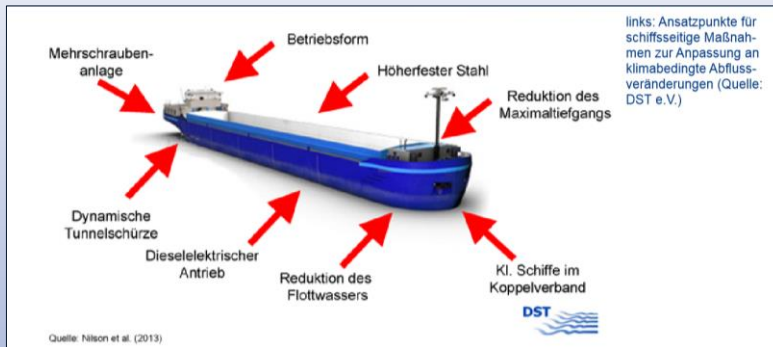 Mehrschrauben-
anlage
Betriebsform
Höherfester Stahl
Reduktion des
Maximaltiefgangs
Dynamische
Tunnelschürze
Dieselelektrischer
Antrieb
Reduktion des
Flottwassers
Kl. Schiffe im
Koppelverband
DST
Quelle: Nilson et al. (2013)
links: Ansatzpunkte für
schiffsseitige Maßnah-
men zur Anpassung an
klimabedingte Abfluss-
veränderungen (Quelle:
DST e.V.)